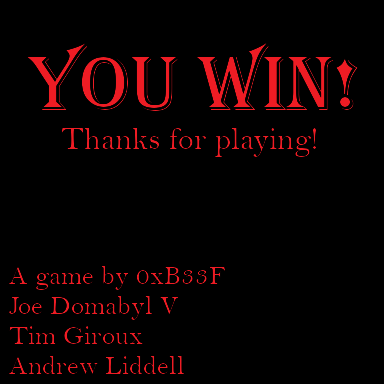 YOU WIN!
Thanks for playing!
A game by 0xB33F
Joe Domabyl V
Tim Giroux
Andrew Liddell